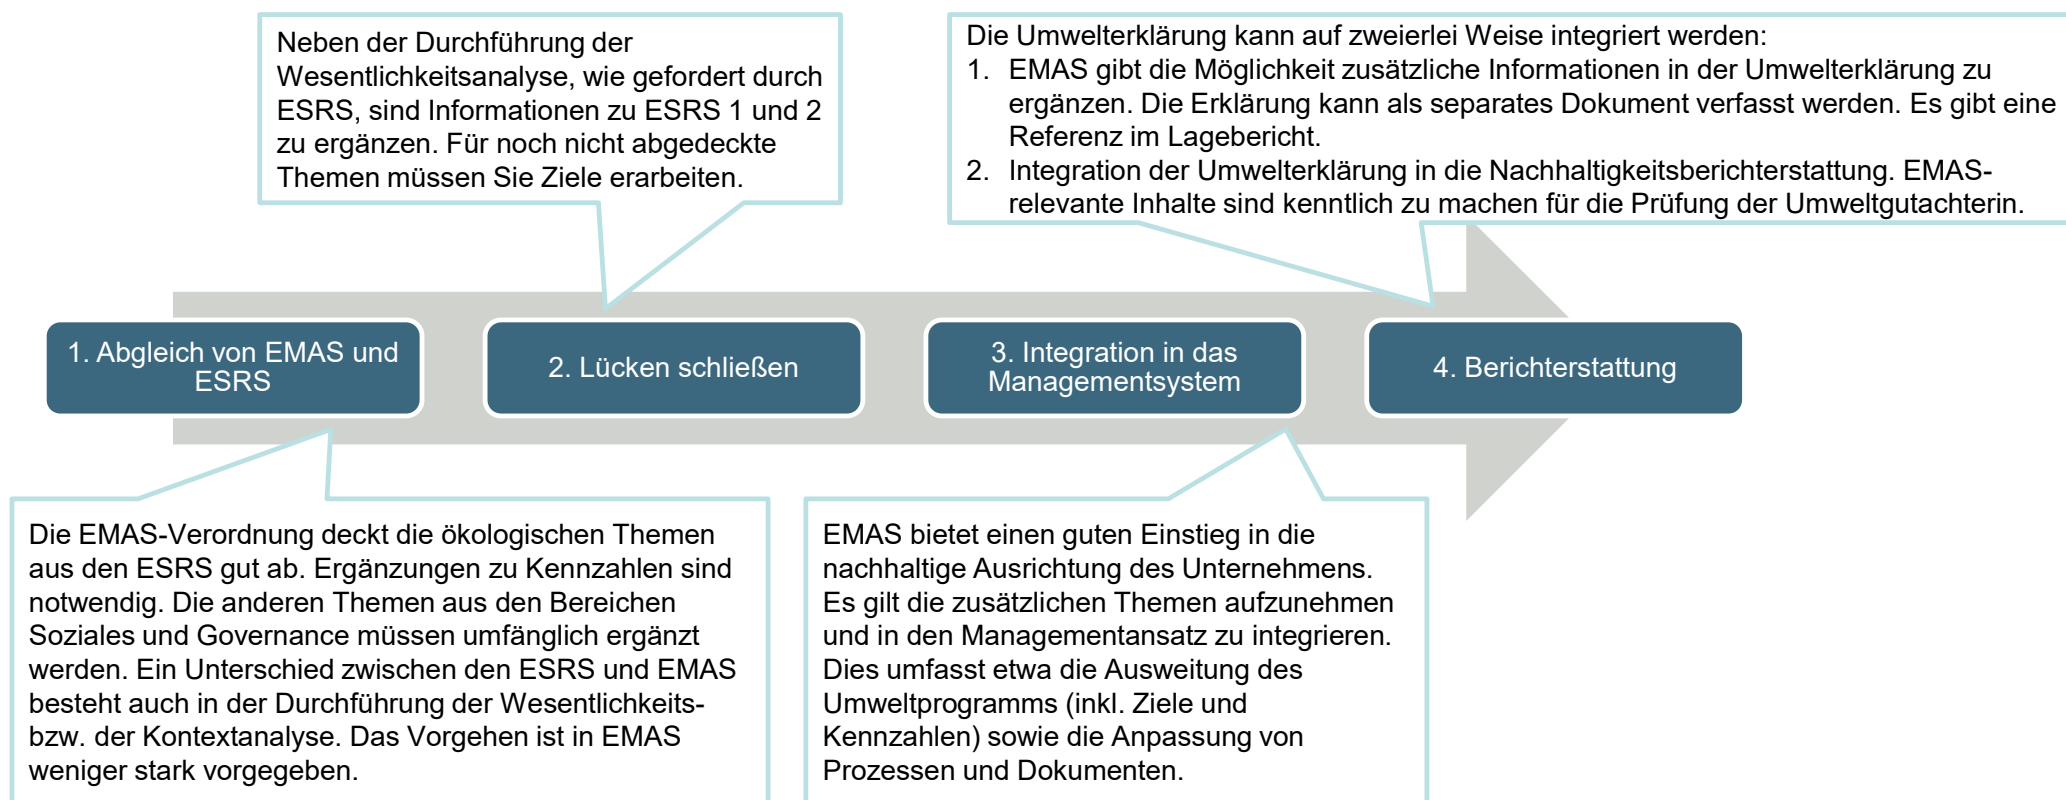 Neben der Durchführung der
Wesentlichkeitsanalyse, wie gefordert durch
ESRS, sind Informationen zu ESRS 1 und 2
zu ergänzen. Für noch nicht abgedeckte
Themen müssen Sie Ziele erarbeiten.
Die Umwelterklärung kann auf zweierlei Weise integriert werden:
1. EMAS gibt die Möglichkeit zusätzliche Informationen in der Umwelterklärung zu
ergänzen. Die Erklärung kann als separates Dokument verfasst werden. Es gibt eine
Referenz im Lagebericht.
2. Integration der Umwelterklärung in die Nachhaltigkeitsberichterstattung. EMAS-
relevante Inhalte sind kenntlich zu machen für die Prüfung der Umweltgutachterin.
1. Abgleich von EMAS und
ESRS
2. Lücken schließen
3. Integration in das
Managementsystem
4. Berichterstattung
Die EMAS-Verordnung deckt die ökologischen Themen
aus den ESRS gut ab. Ergänzungen zu Kennzahlen sind
notwendig. Die anderen Themen aus den Bereichen
Soziales und Governance müssen umfänglich ergänzt
werden. Ein Unterschied zwischen den ESRS und EMAS
besteht auch in der Durchführung der Wesentlichkeits-
bzw. der Kontextanalyse. Das Vorgehen ist in EMAS
weniger stark vorgegeben.
EMAS bietet einen guten Einstieg in die
nachhaltige Ausrichtung des Unternehmens.
Es gilt die zusätzlichen Themen aufzunehmen
und in den Managementansatz zu integrieren.
Dies umfasst etwa die Ausweitung des
Umweltprogramms (inkl. Ziele und
Kennzahlen) sowie die Anpassung von
Prozessen und Dokumenten.